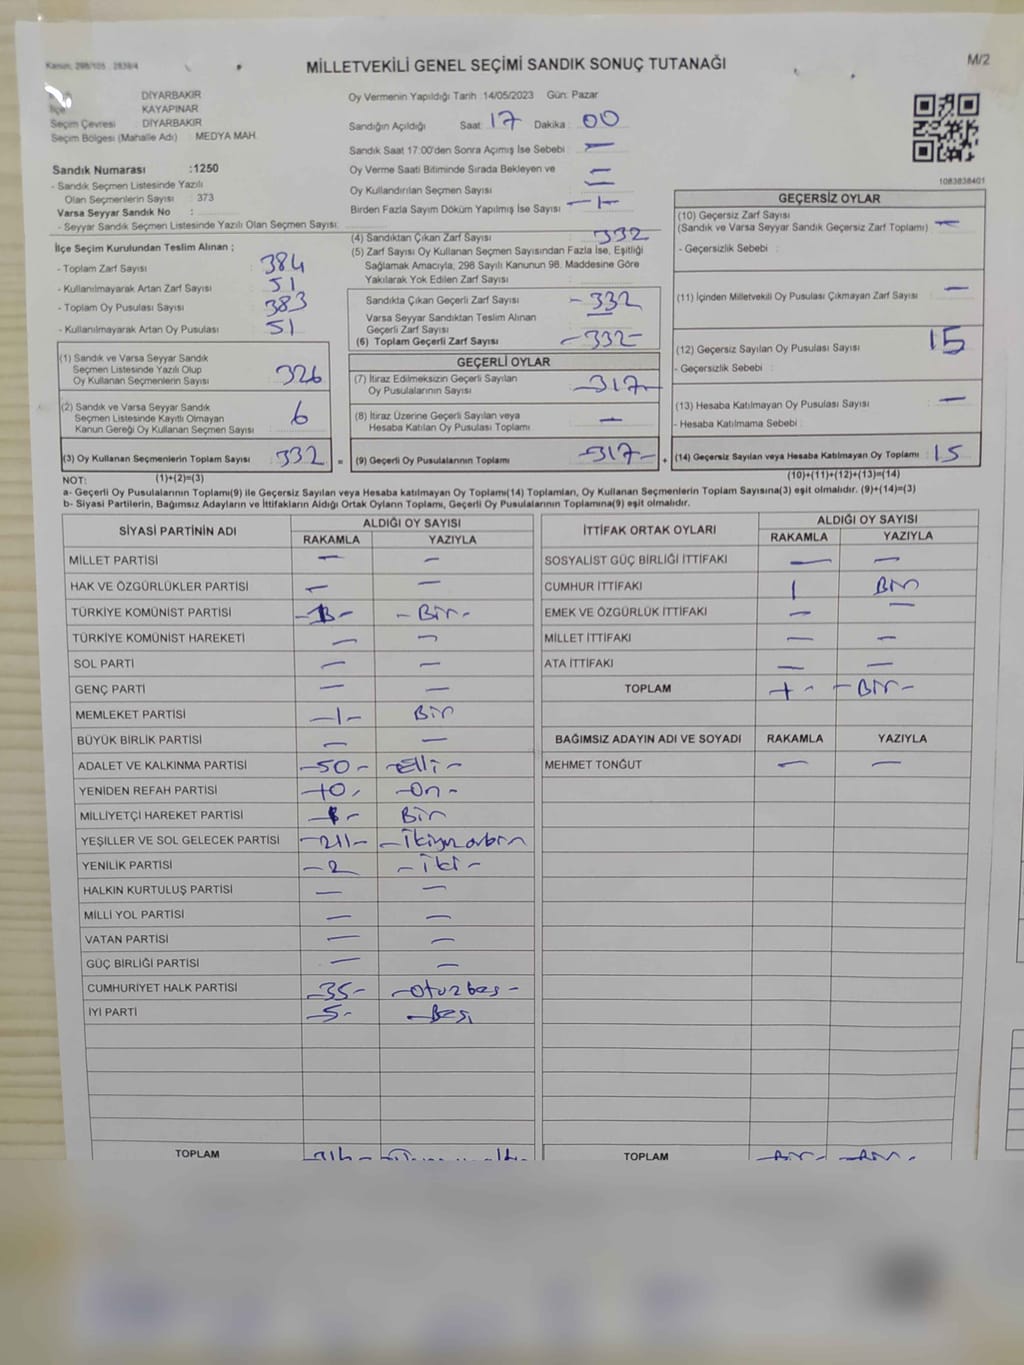 Kanun; 298/105 , 2839/4
M/2
MİLLETVEKİLİ GENEL SEÇİMİ SANDIK SONUÇ TUTANAĞI
DİYARBAKIR
KAYAPINAR
Seçim Çevresi : DİYARBAKIR
Seçim Bölgesi (Mahalle Adı) : MEDYA MAH.
Sandık Numarası :1250
- Sandık Seçmen Listesinde Yazılı
Olan Seçmenlerin Sayısı : 373
Varsa Seyyar Sandık No :
- Seyyar Sandık Seçmen Listesinde Yazılı Olan Seçmen Sayısı:
Oy Vermenin Yapıldığı Tarih :14/05/2023 Gün: Pazar
Sandığın Açıldığı Saat 17 Dakika : 00
Sandık Saat 17:00'den Sonra Açılmış İse Sebebi : —
Oy Verme Saati Bitiminde Sırada Bekleyen ve —
Oy Kullandırılan Seçmen Sayısı : —
Birden Fazla Sayım Döküm Yapılmış İse Sayısı : -1-
1083838401
İlçe Seçim Kurulundan Teslim Alınan ;
- Toplam Zarf Sayısı : 384
- Kullanılmayarak Artan Zarf Sayısı : 51
- Toplam Oy Pusulası Sayısı : 383
- Kullanılmayarak Artan Oy Pusulası : 51
(1) Sandık ve Varsa Seyyar Sandık
Seçmen Listesinde Yazılı Olup
Oy Kullanan Seçmenlerin Sayısı : 326
(2) Sandık ve Varsa Seyyar Sandık
Seçmen Listesinde Kayıtlı Olmayan
Kanun Gereği Oy Kullanan Seçmen Sayısı : 6
(3) Oy Kullanan Seçmenlerin Toplam Sayısı : 332 =
(4) Sandıktan Çıkan Zarf Sayısı : 332
(5) Zarf Sayısı Oy Kullanan Seçmen Sayısından Fazla İse, Eşitliği
Sağlamak Amacıyla, 298 Sayılı Kanunun 98. Maddesine Göre
Yakılarak Yok Edilen Zarf Sayısı :
Sandıkta Çıkan Geçerli Zarf Sayısı : -332
Varsa Seyyar Sandıktan Teslim Alınan
Geçerli Zarf Sayısı : —
(6) Toplam Geçerli Zarf Sayısı : -332-
GEÇERLİ OYLAR
(7) İtiraz Edilmeksizin Geçerli Sayılan
Oy Pusulalarının Sayısı : -317-
(8) İtiraz Üzerine Geçerli Sayılan veya
Hesaba Katılan Oy Pusulası Toplamı : —
(9) Geçerli Oy Pusulalarının Toplamı : -317- +
GEÇERSİZ OYLAR
(10) Geçersiz Zarf Sayısı
(Sandık ve Varsa Seyyar Sandık Geçersiz Zarf Toplamı) : —
- Geçersizlik Sebebi :
(11) İçinden Milletvekili Oy Pusulası Çıkmayan Zarf Sayısı : —
(12) Geçersiz Sayılan Oy Pusulası Sayısı : 15
- Geçersizlik Sebebi :
(13) Hesaba Katılmayan Oy Pusulası Sayısı : —
- Hesaba Katılmama Sebebi :
(14) Geçersiz Sayılan veya Hesaba Katılmayan Oy Toplamı : 15
NOT: (1)+(2)=(3) (10)+(11)+(12)+(13)=(14)
a- Geçerli Oy Pusulalarının Toplamı(9) ile Geçersiz Sayılan veya Hesaba katılmayan Oy Toplamı(14) Toplamları, Oy Kullanan Seçmenlerin Toplam Sayısına(3) eşit olmalıdır. (9)+(14)=(3)
b- Siyasi Partilerin, Bağımsız Adayların ve İttifakların Aldığı Ortak Oyların Toplamı, Geçerli Oy Pusulalarının Toplamına(9) eşit olmalıdır.
SİYASİ PARTİNİN ADI ALDIĞI OY SAYISI
RAKAMLA YAZIYLA
MİLLET PARTİSİ — —
HAK VE ÖZGÜRLÜKLER PARTİSİ — —
TÜRKİYE KOMÜNİST PARTİSİ -1- -Bir-
TÜRKİYE KOMÜNİST HAREKETİ — —
SOL PARTİ — —
GENÇ PARTİ — —
MEMLEKET PARTİSİ -1- Bir
BÜYÜK BİRLİK PARTİSİ — —
ADALET VE KALKINMA PARTİSİ -50- -Elli-
YENİDEN REFAH PARTİSİ -10- -On-
MİLLİYETÇİ HAREKET PARTİSİ -1- Bir
YEŞİLLER VE SOL GELECEK PARTİSİ -211- -İkiyüzonbir
YENİLİK PARTİSİ -2 -İki-
HALKIN KURTULUŞ PARTİSİ — —
MİLLİ YOL PARTİSİ — —
VATAN PARTİSİ — —
GÜÇ BİRLİĞİ PARTİSİ — —
CUMHURİYET HALK PARTİSİ -35- -Otuzbeş-
İYİ PARTİ -5- -Beş
TOPLAM -316-
İTTİFAK ORTAK OYLARI ALDIĞI OY SAYISI
RAKAMLA YAZIYLA
SOSYALİST GÜÇ BİRLİĞİ İTTİFAKI — —
CUMHUR İTTİFAKI 1 Bir
EMEK VE ÖZGÜRLÜK İTTİFAKI — —
MİLLET İTTİFAKI — —
ATA İTTİFAKI — —
TOPLAM -1- -Bir-
BAĞIMSIZ ADAYIN ADI VE SOYADI RAKAMLA YAZIYLA
MEHMET TONĞUT — —
TOPLAM -Bir- -Bir-